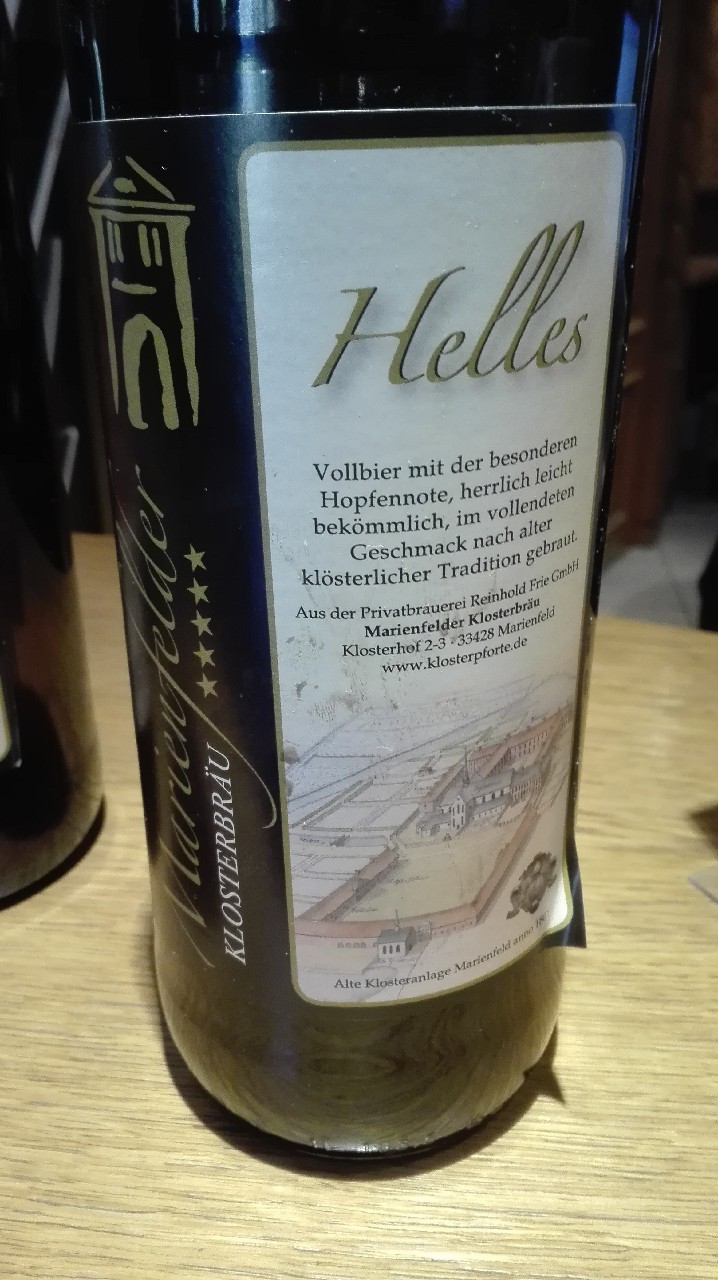 Marienfelder
KLOSTERBRÄU
Helles
Vollbier mit der besonderen
Hopfennote, herrlich leicht
bekömmlich, im vollendeten
Geschmack nach alter
klösterlicher Tradition gebraut.
Aus der Privatbrauerei Reinhold Frie GmbH
Marienfelder Klosterbräu
Klosterhof 2-3 · 33428 Marienfeld
www.klosterpforte.de
Alte Klosteranlage Marienfeld anno